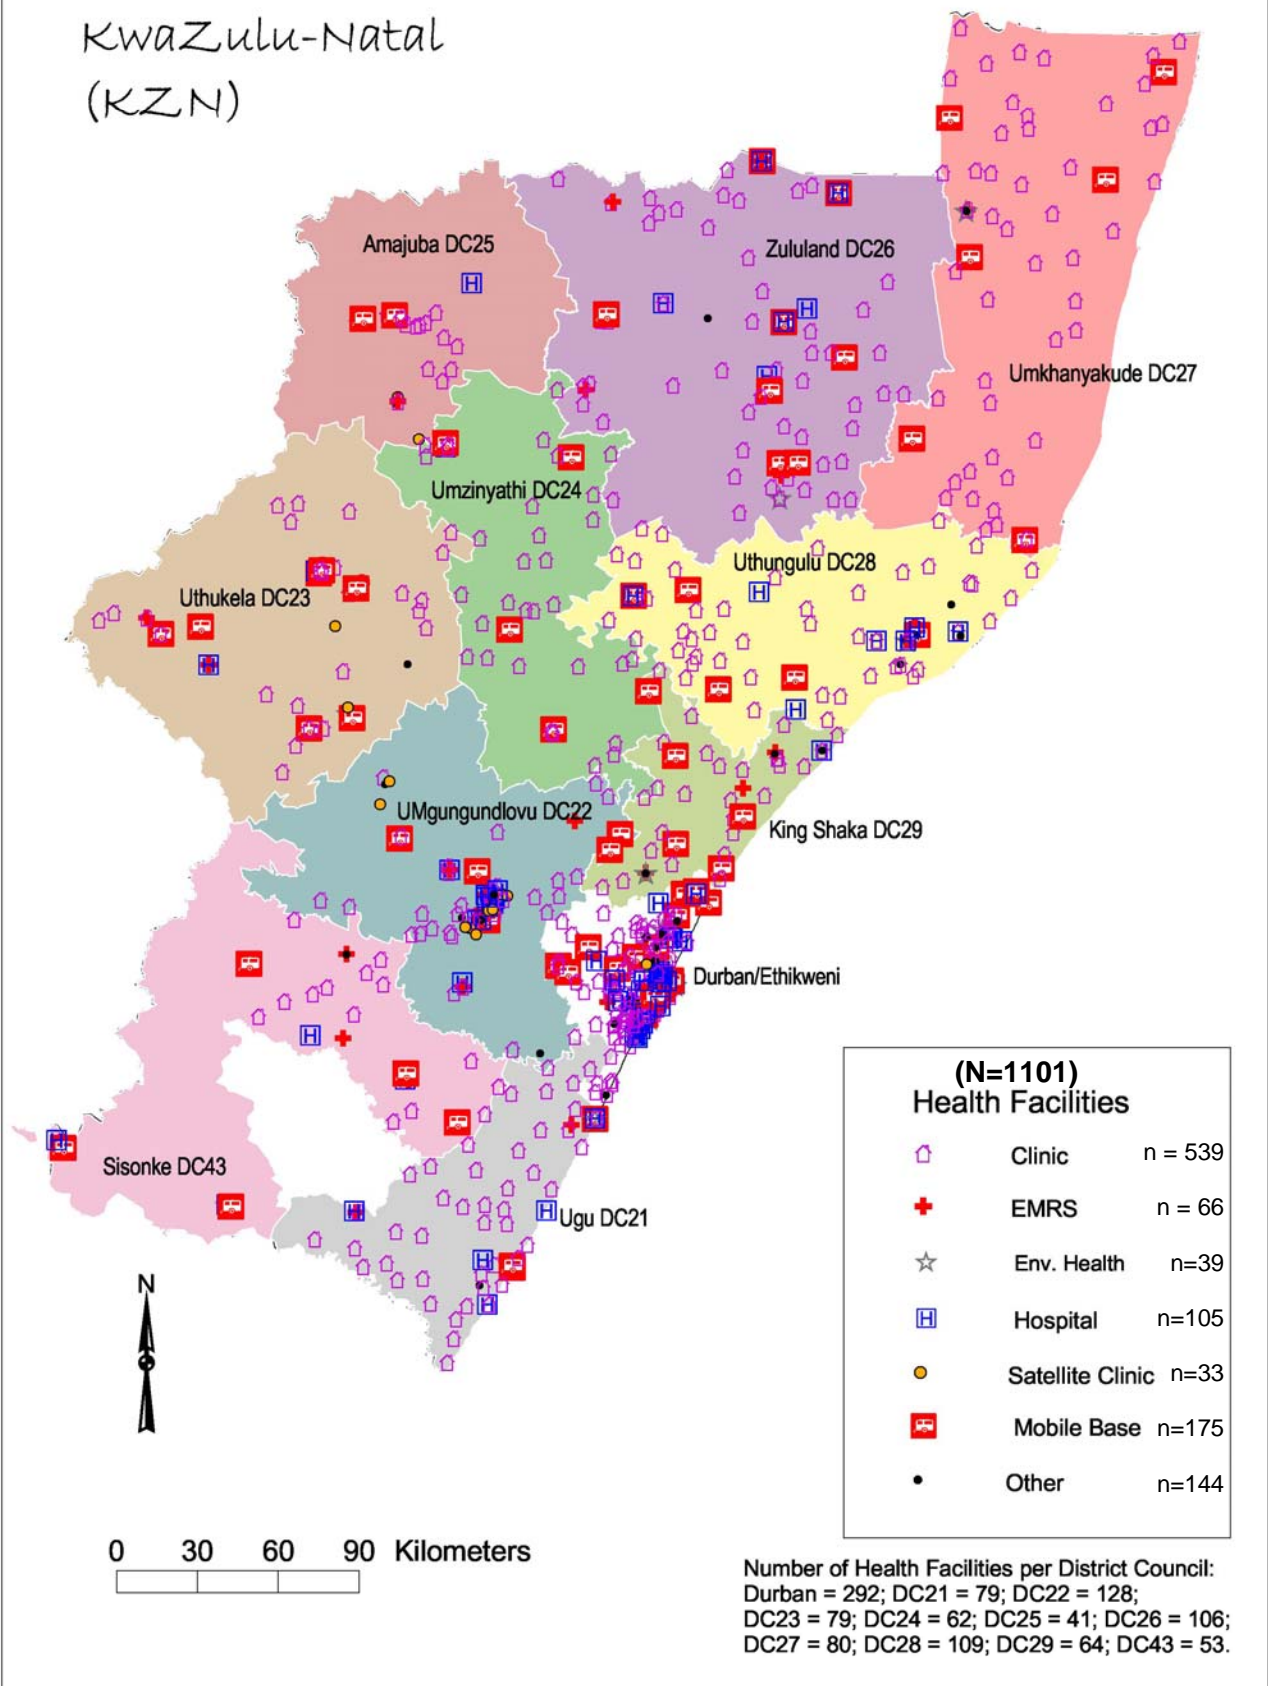 KwaZulu-Natal
(KZN)
Amajuba DC25
Zululand DC26
Umkhanyakude DC27
Umzinyathi DC24
Uthungulu DC28
Uthukela DC23
UMgungundlovu DC22
King Shaka DC29
Durban/Ethikweni
Sisonke DC43
Ugu DC21
N
(N=1101)
Health Facilities
Clinic n = 539
EMRS n = 66
Env. Health n=39
H Hospital n=105
Satellite Clinic n=33
Mobile Base n=175
Other n=144
0 30 60 90 Kilometers
Number of Health Facilities per District Council:
Durban = 292; DC21 = 79; DC22 = 128;
DC23 = 79; DC24 = 62; DC25 = 41; DC26 = 106;
DC27 = 80; DC28 = 109; DC29 = 64; DC43 = 53.